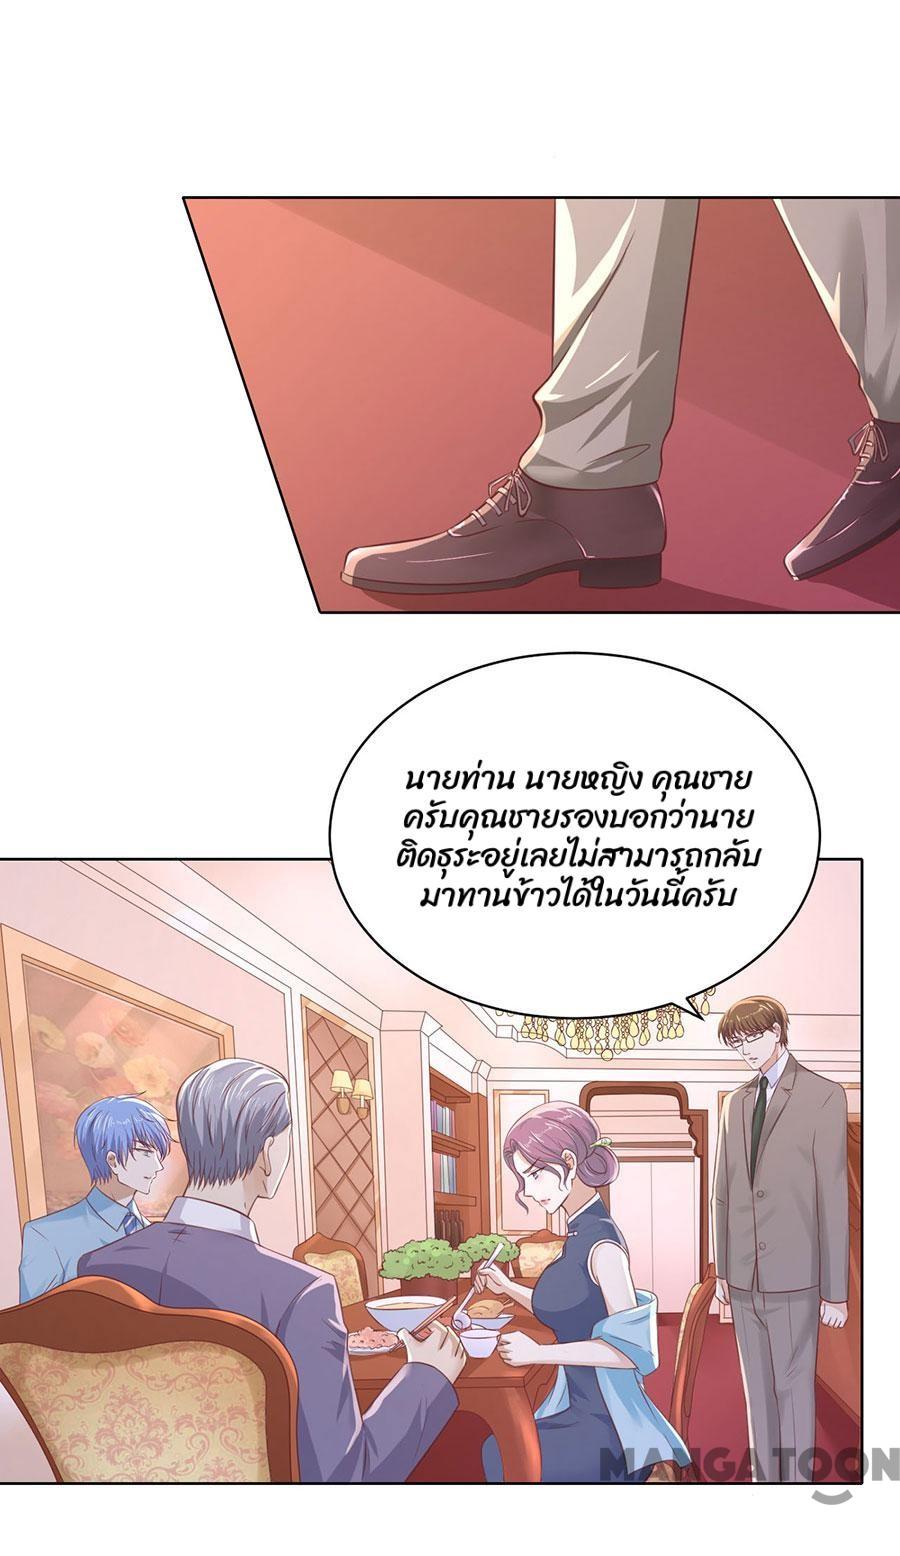 นายท่าน นายหญิง คุณชาย
ครับคุณชายรองบอกว่านาย
ติดธุระอยู่เลยไม่สามารถกลับ
มาทานข้าวได้ในวันนี้ครับ
MANGATOON